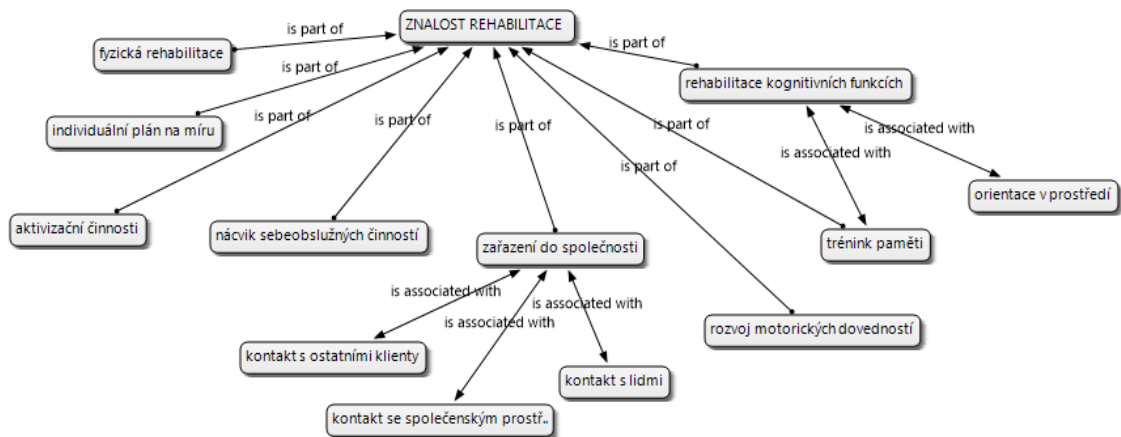 ZNALOST REHABILITACE
is part of
fyzická rehabilitace
is part of
is part of
rehabilitace kognitivních funkcích
is part of
individuální plán na míru
is part of
is part of
is part of
is associated with
is associated with
is part of
orientace v prostředí
aktivizační činnosti
nácvik sebeobslužných činností
zařazení do společnosti
trénink paměti
is associated with
is associated with
is associated with
rozvoj motorických dovedností
kontakt s ostatními klienty
kontakt s lidmi
kontakt se společenským prostř..